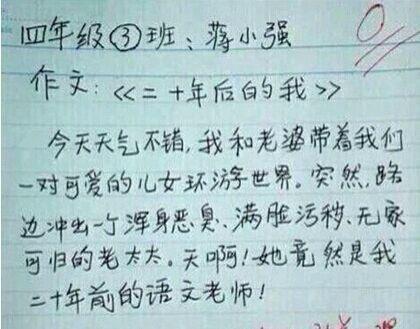 四年级③班：蒋小强
0
作文：<<二十年后的我>>
今天天气不错，我和老婆带着我们
一对可爱的儿女环游世界。突然，路
边冲出一个浑身恶臭、满脸污秽、无家
可归的老太太。天啊！她竟然是我
二十年前的语文老师！